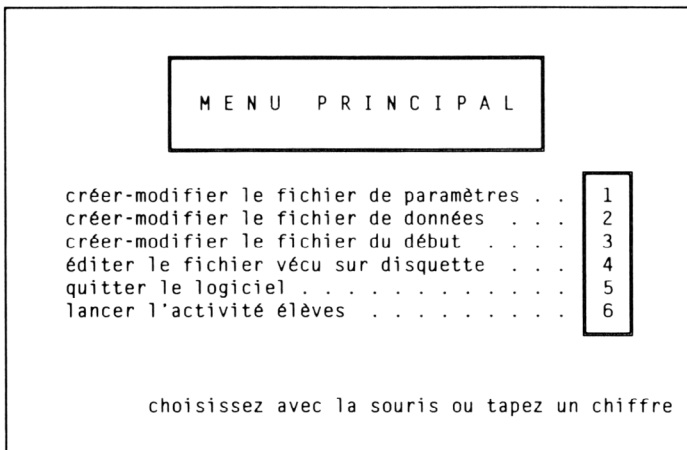 MENU PRINCIPAL
créer-modifier le fichier de paramètres . . 1
créer-modifier le fichier de données . . . 2
créer-modifier le fichier du début . . . . 3
éditer le fichier vécu sur disquette . . . 4
quitter le logiciel . . . . . . . . . . . . 5
lancer l'activité élèves . . . . . . . . . 6
choisissez avec la souris ou tapez un chiffre